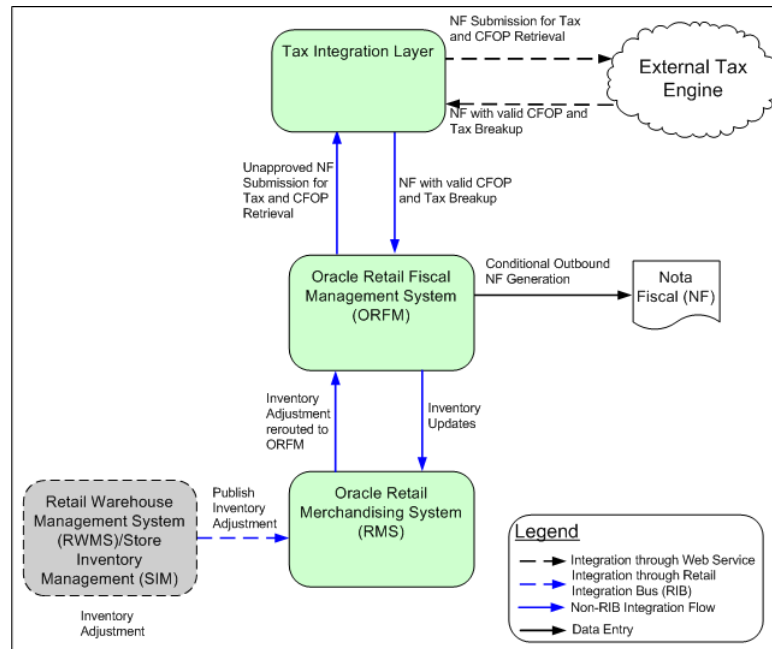 NF Submission for Tax
and CFOP Retrieval
Tax Integration Layer
External Tax
Engine
NF with valid CFOP and
Tax Breakup
Unapproved NF
Submission for
Tax and CFOP
Retrieval
NF with valid CFOP
and Tax Breakup
Oracle Retail Fiscal
Management System
(ORFM)
Conditional Outbound
NF Generation
Nota
Fiscal (NF)
Inventory
Adjustment
rerouted to
ORFM
Inventory
Updates
Retail Warehouse
Management System
(RWMS)/Store
Inventory
Management (SIM)
Publish
Inventory
Adjustment
Oracle Retail
Merchandising System
(RMS)
Inventory
Adjustment
Legend
Integration through Web Service
Integration through Retail
Integration Bus (RIB)
Non-RIB Integration Flow
Data Entry